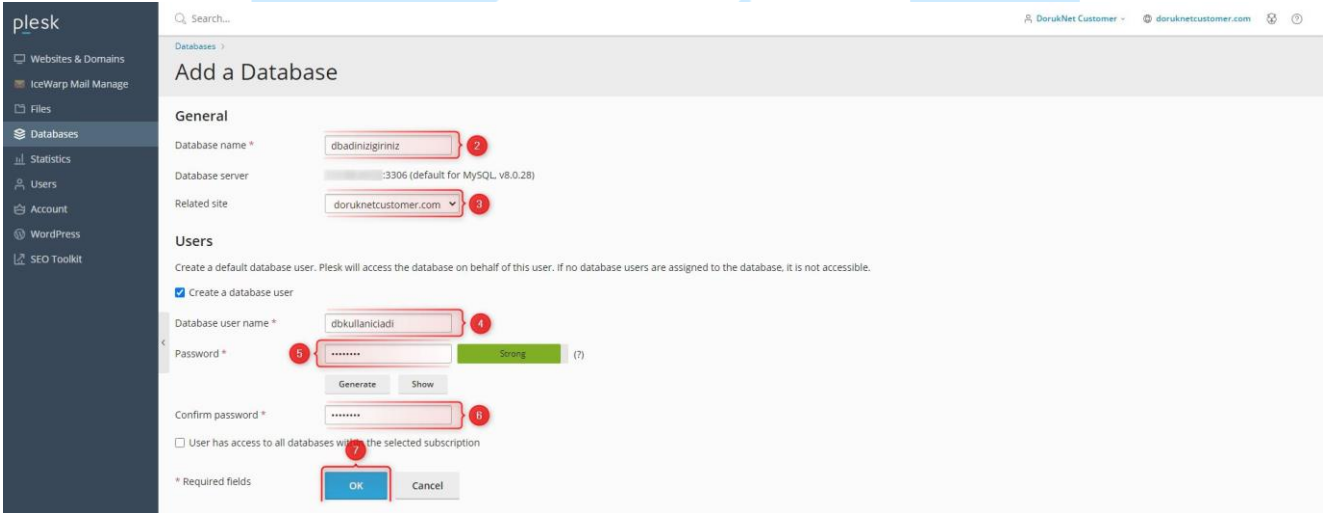 plesk
Search...
DorukNet Customer
doruknetcustomer.com
Websites & Domains
IceWarp Mail Manage
Files
Databases
Statistics
Users
Account
WordPress
SEO Toolkit
Databases >
Add a Database
General
Database name * dbadinizigiriniz 2
Database server :3306 (default for MySQL, v8.0.28)
Related site doruknetcustomer.com 3
Users
Create a default database user. Plesk will access the database on behalf of this user. If no database users are assigned to the database, it is not accessible.
Create a database user
Database user name * dbkullaniciadi 4
Password * 5 •••••••• Strong (?)
Generate Show
Confirm password * •••••••• 6
User has access to all databases within the selected subscription
7
* Required fields OK Cancel